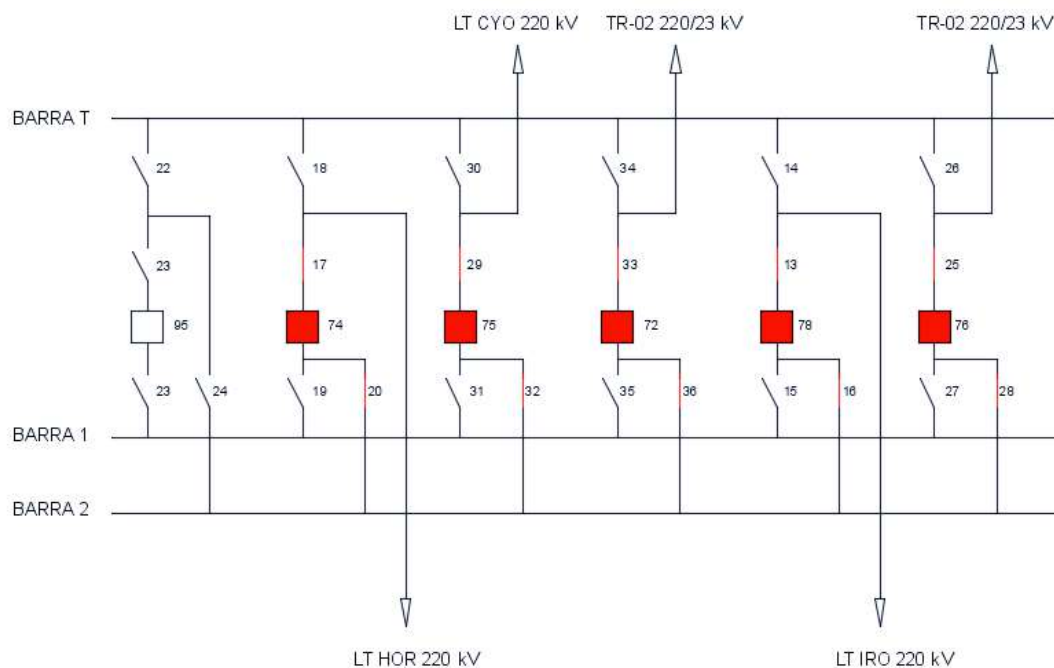 LT CYO 220 kV TR-02 220/23 kV TR-02 220/23 kV
BARRA T
22 18 30 34 14 26
23 17 29 33 13 25
95 74 75 72 78 76
23 24 19 20 31 32 35 36 15 16 27 28
BARRA 1
BARRA 2
LT HOR 220 kV LT IRO 220 kV